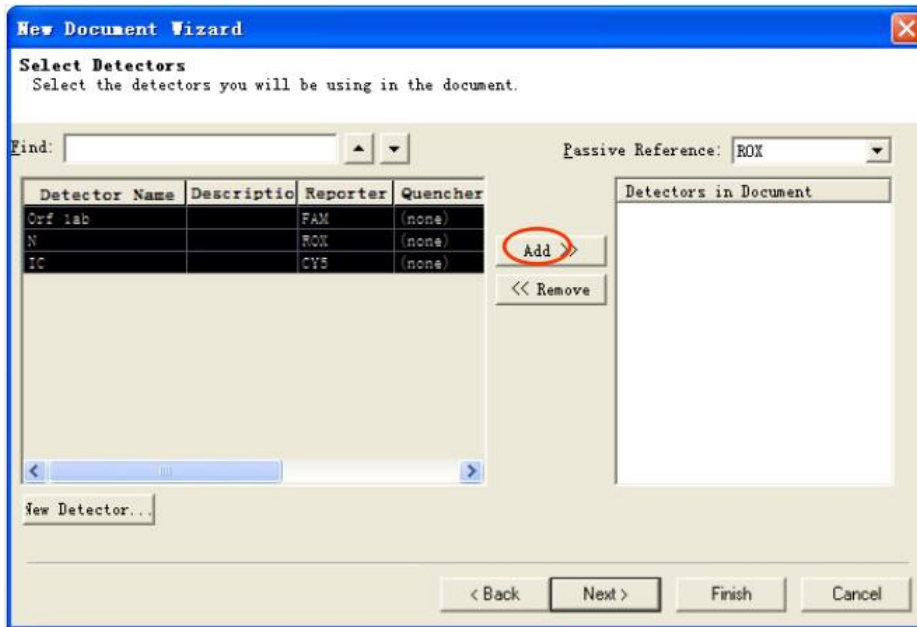 New Document Wizard
Select Detectors
Select the detectors you will be using in the document.
Find:
Passive Reference: ROX
Detector Name Descriptio Reporter Quencher
Orf 1ab FAM (none)
N ROX (none)
IC CY5 (none)
Add >>
<< Remove
Detectors in Document
New Detector...
< Back Next > Finish Cancel